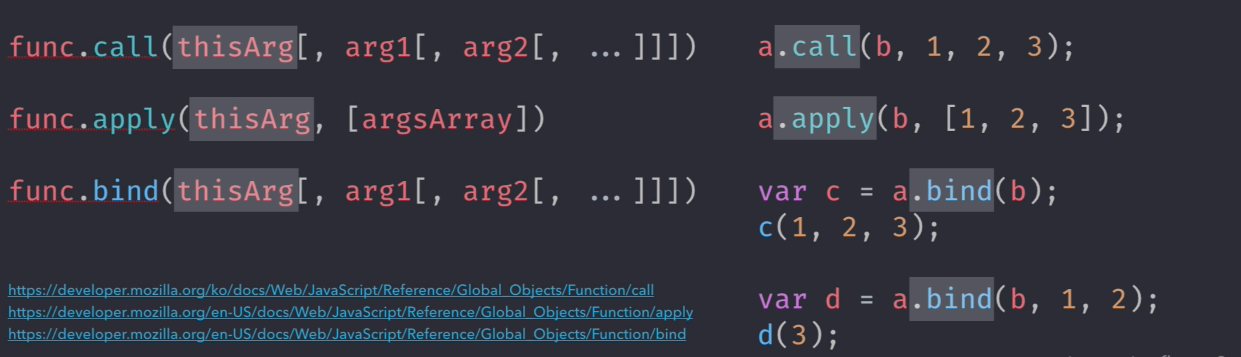 func.call(thisArg[, arg1[, arg2[, ...]]])
func.apply(thisArg, [argsArray])
func.bind(thisArg[, arg1[, arg2[, ...]]])
https://developer.mozilla.org/ko/docs/Web/JavaScript/Reference/Global_Objects/Function/call
https://developer.mozilla.org/en-US/docs/Web/JavaScript/Reference/Global_Objects/Function/apply
https://developer.mozilla.org/en-US/docs/Web/JavaScript/Reference/Global_Objects/Function/bind
a.call(b, 1, 2, 3);
a.apply(b, [1, 2, 3]);
var c = a.bind(b);
c(1, 2, 3);
var d = a.bind(b, 1, 2);
d(3);